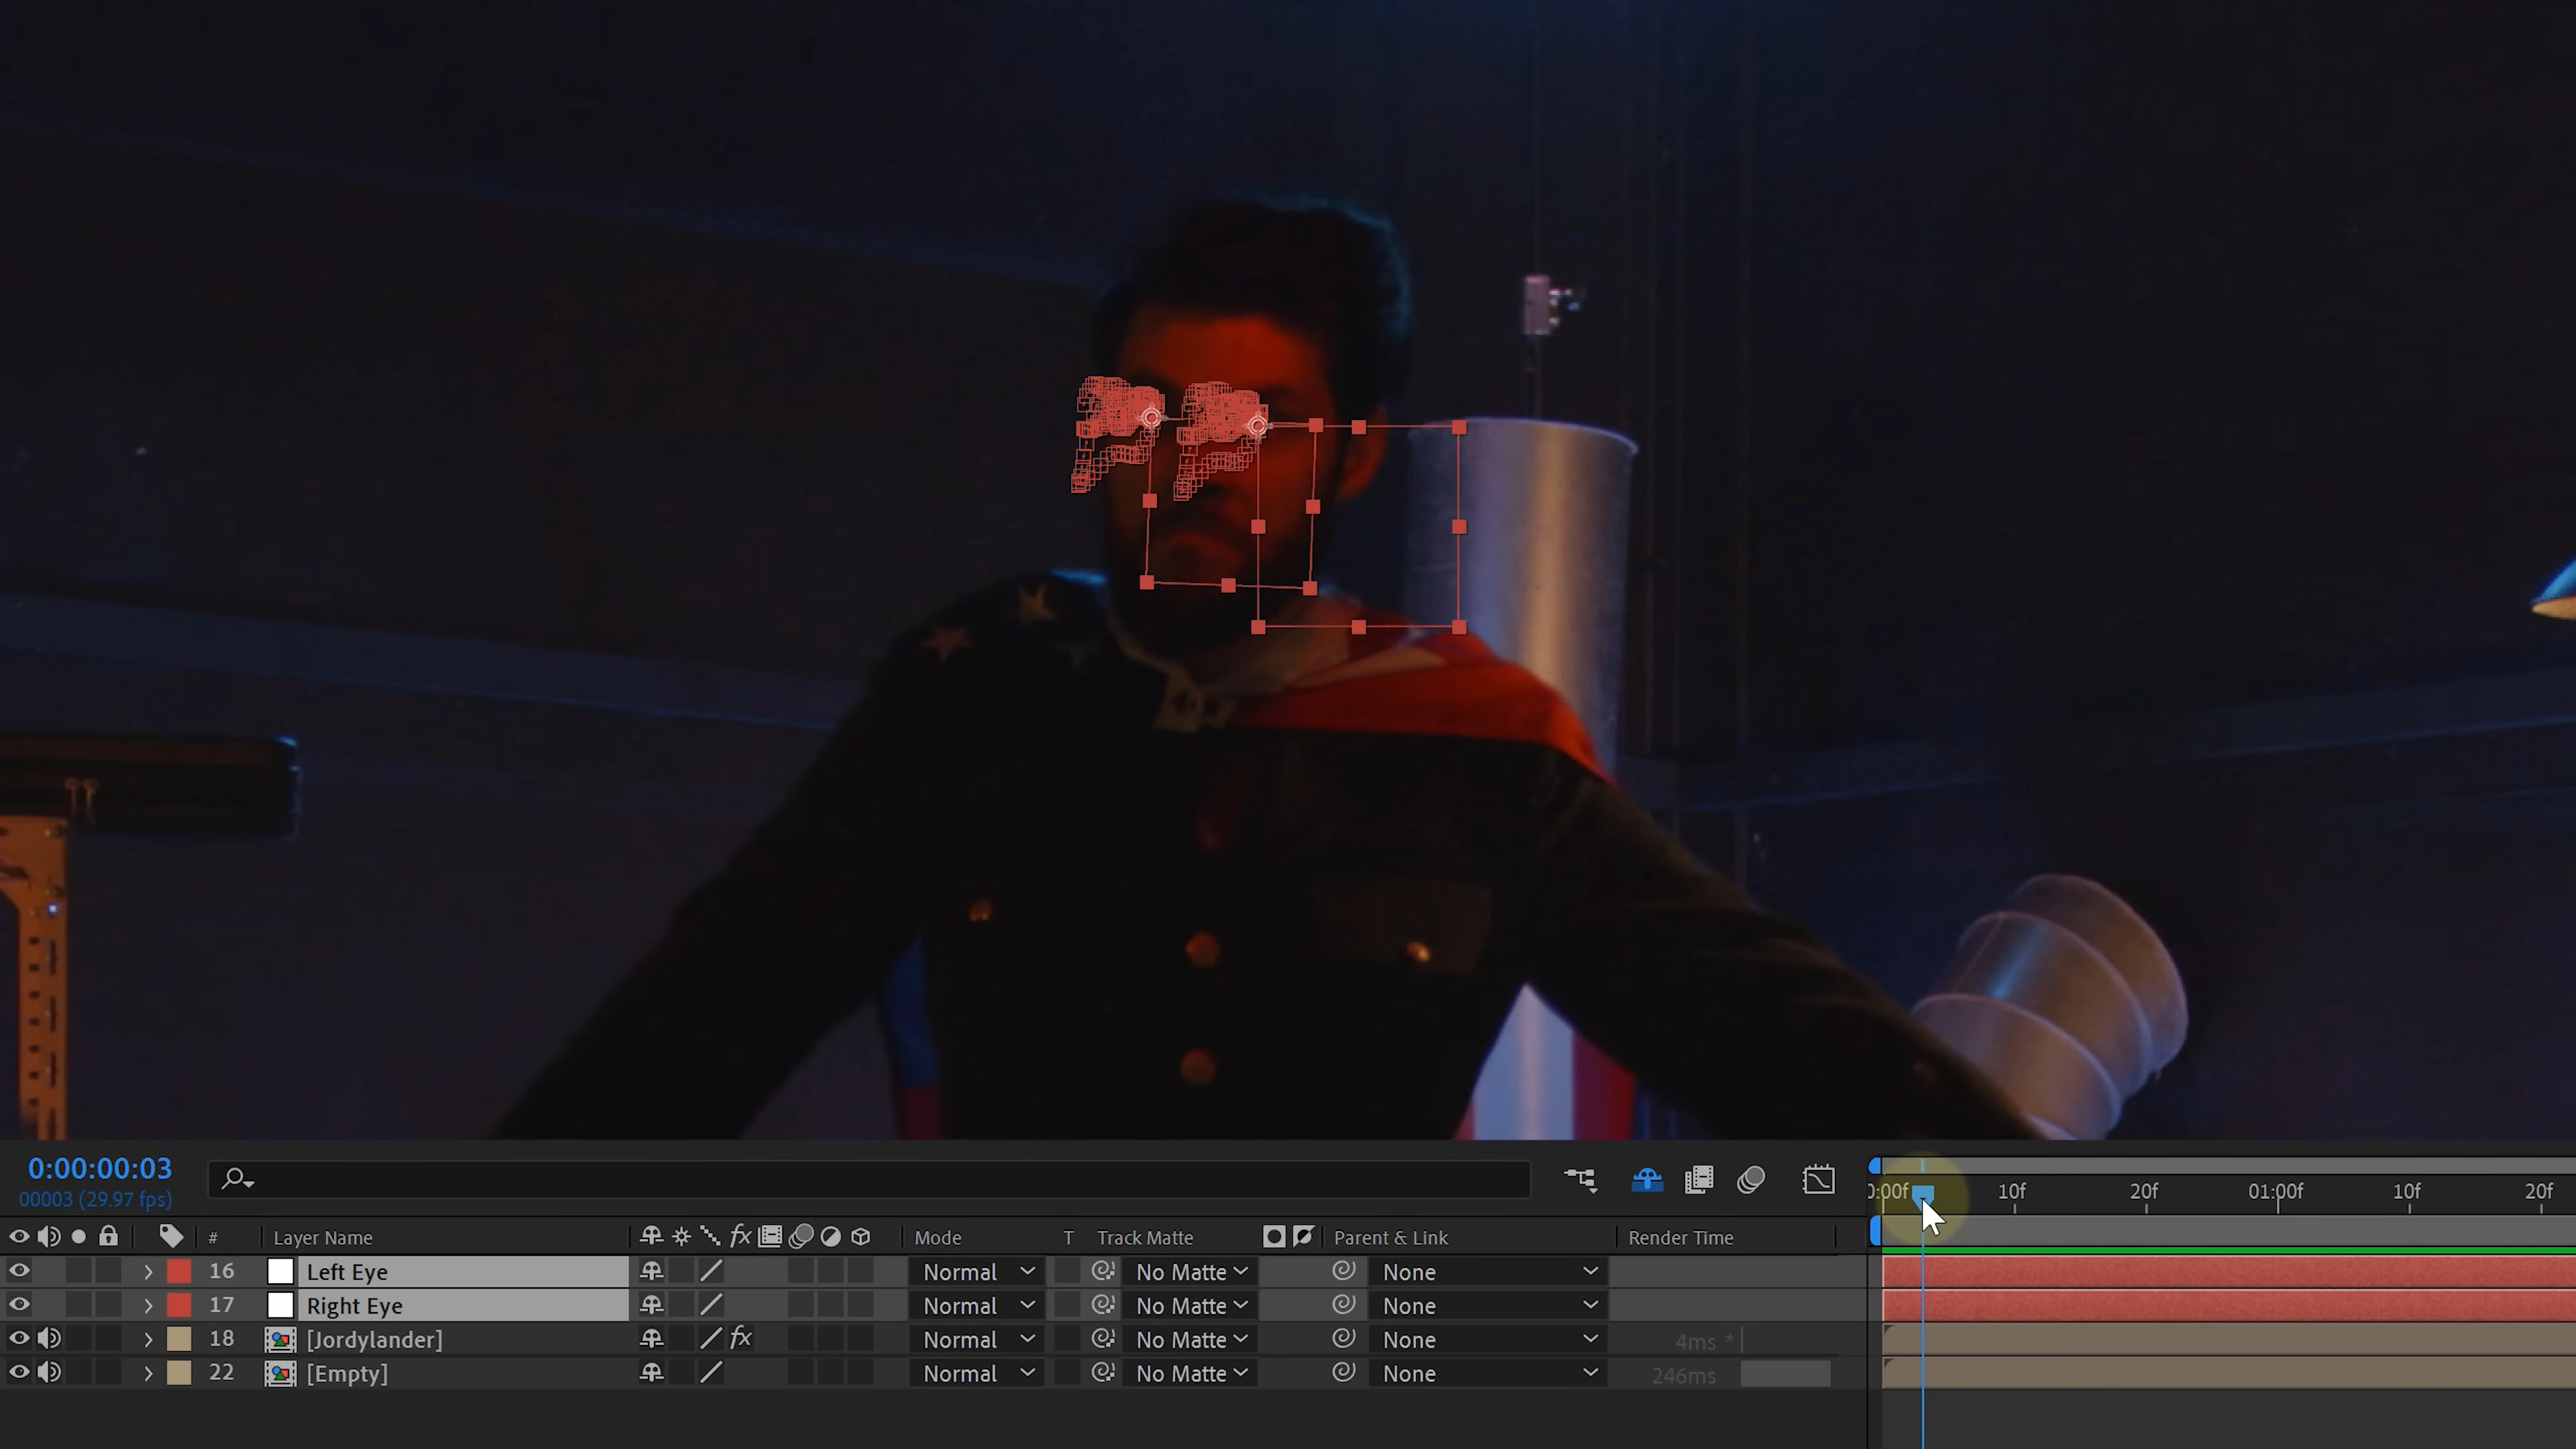 0:00:00:03
00003 (29.97 fps)
0:00f 10f 20f 01:00f 10f 20f
# Layer Name fx Mode T Track Matte Parent & Link Render Time
16 Left Eye Normal No Matte None
17 Right Eye Normal No Matte None
18 [Jordylander] fx Normal No Matte None 4ms *
22 [Empty] Normal No Matte None 246ms